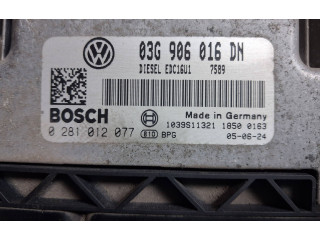 03G 906 016 DN
DIESEL EDC16U1 7589
BOSCH
0 281 012 077
Made in Germany
1039S11321 1850 0163
610 BPG
05-06-24